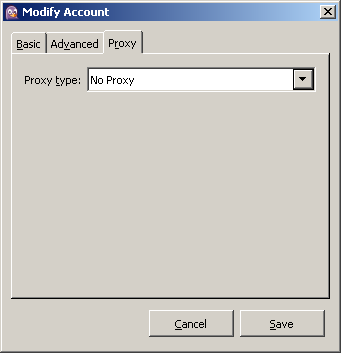 Modify Account
Basic Advanced Proxy
Proxy type: No Proxy
Cancel Save